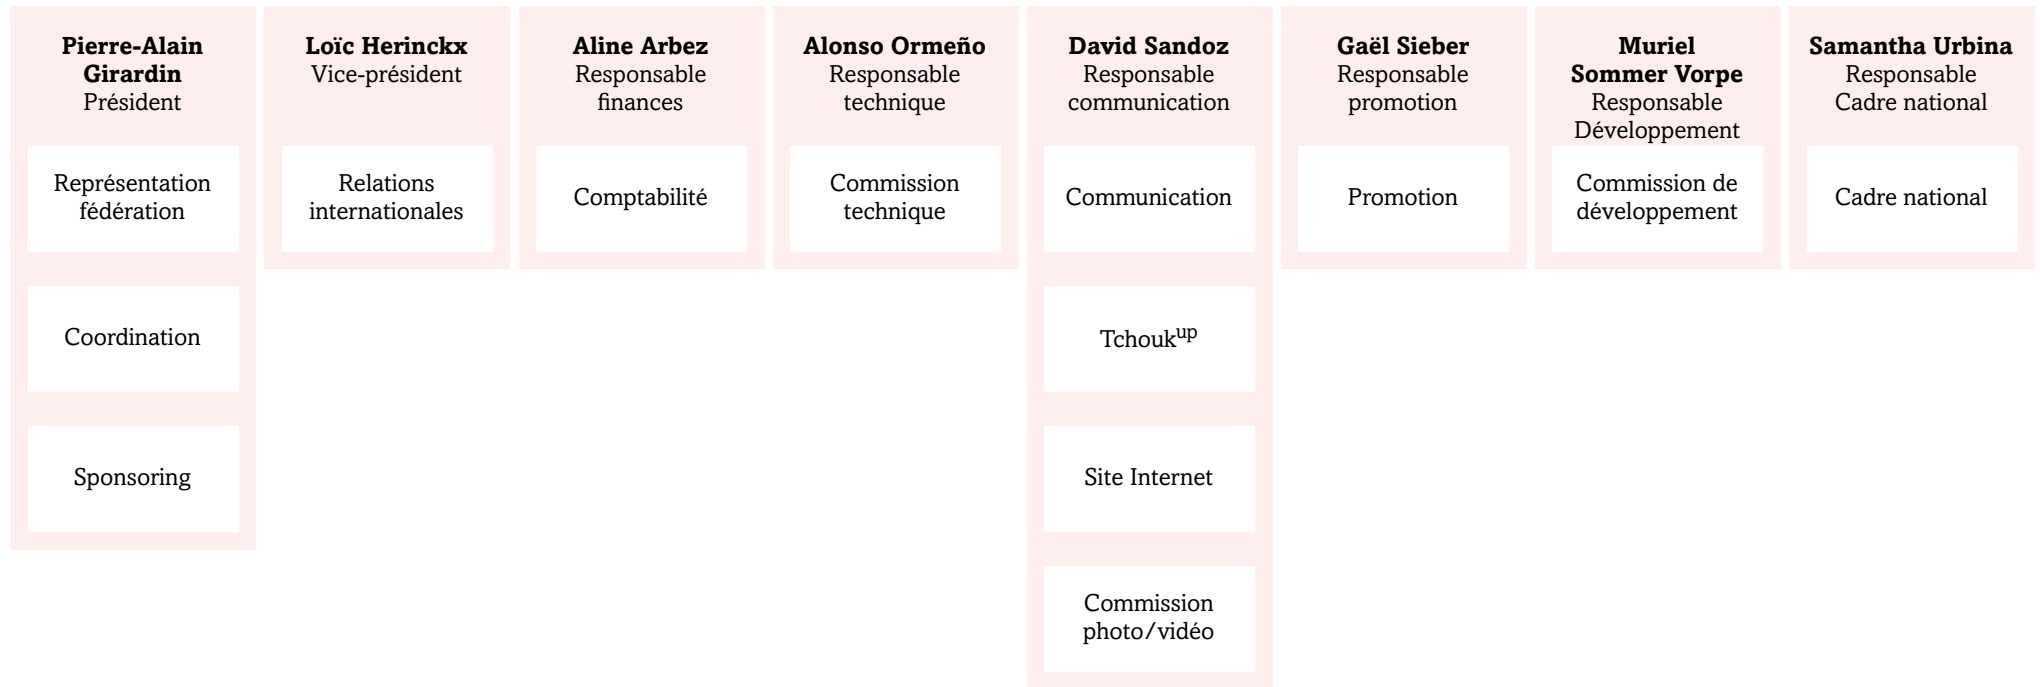 Pierre-Alain
Girardin
Président
Représentation
fédération
Coordination
Sponsoring
Loïc Herinckx
Vice-président
Relations
internationales
Aline Arbez
Responsable
finances
Comptabilité
Alonso Ormeño
Responsable
technique
Commission
technique
David Sandoz
Responsable
communication
Communication
Tchoukup
Site Internet
Commission
photo/vidéo
Gaël Sieber
Responsable
promotion
Promotion
Muriel
Sommer Vorpe
Responsable
Développement
Commission de
développement
Samantha Urbina
Responsable
Cadre national
Cadre national